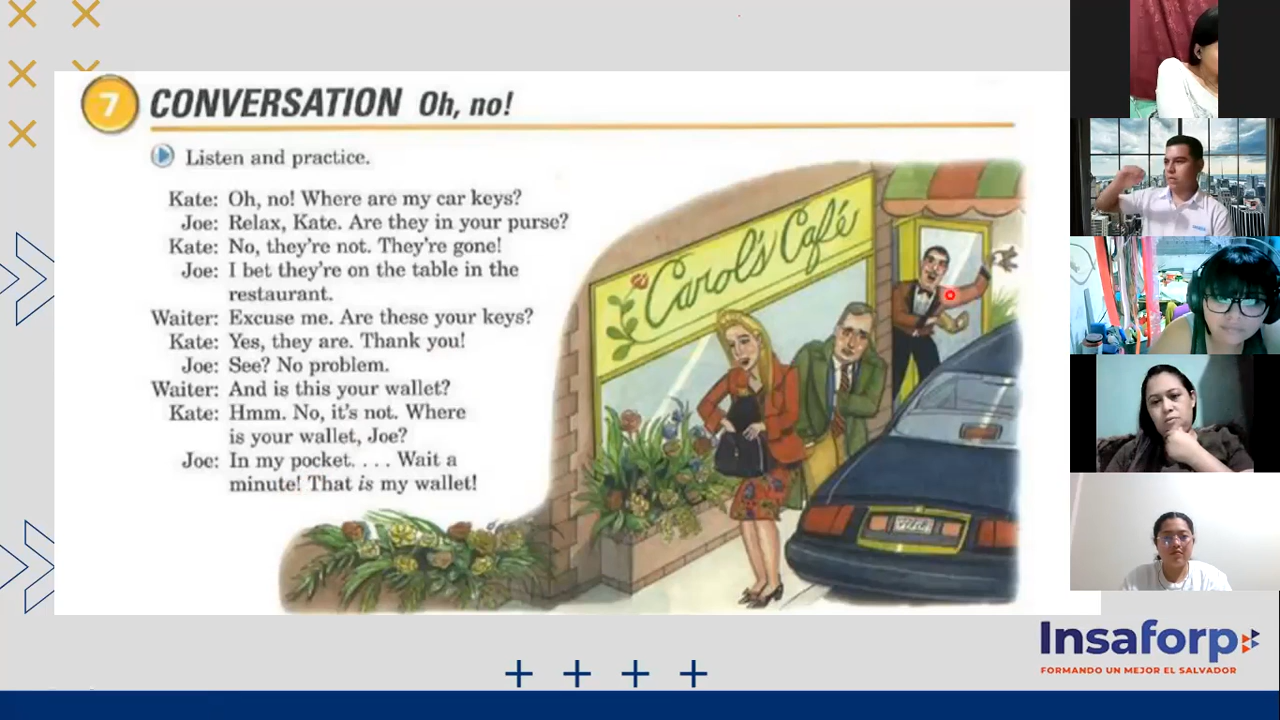 7 CONVERSATION Oh, no!
Listen and practice.
Kate: Oh, no! Where are my car keys?
Joe: Relax, Kate. Are they in your purse?
Kate: No, they're not. They're gone!
Joe: I bet they're on the table in the
restaurant.
Waiter: Excuse me. Are these your keys?
Kate: Yes, they are. Thank you!
Joe: See? No problem.
Waiter: And is this your wallet?
Kate: Hmm. No, it's not. Where
is your wallet, Joe?
Joe: In my pocket. . . . Wait a
minute! That is my wallet!
Carol's Café
Insaforp
FORMANDO UN MEJOR EL SALVADOR